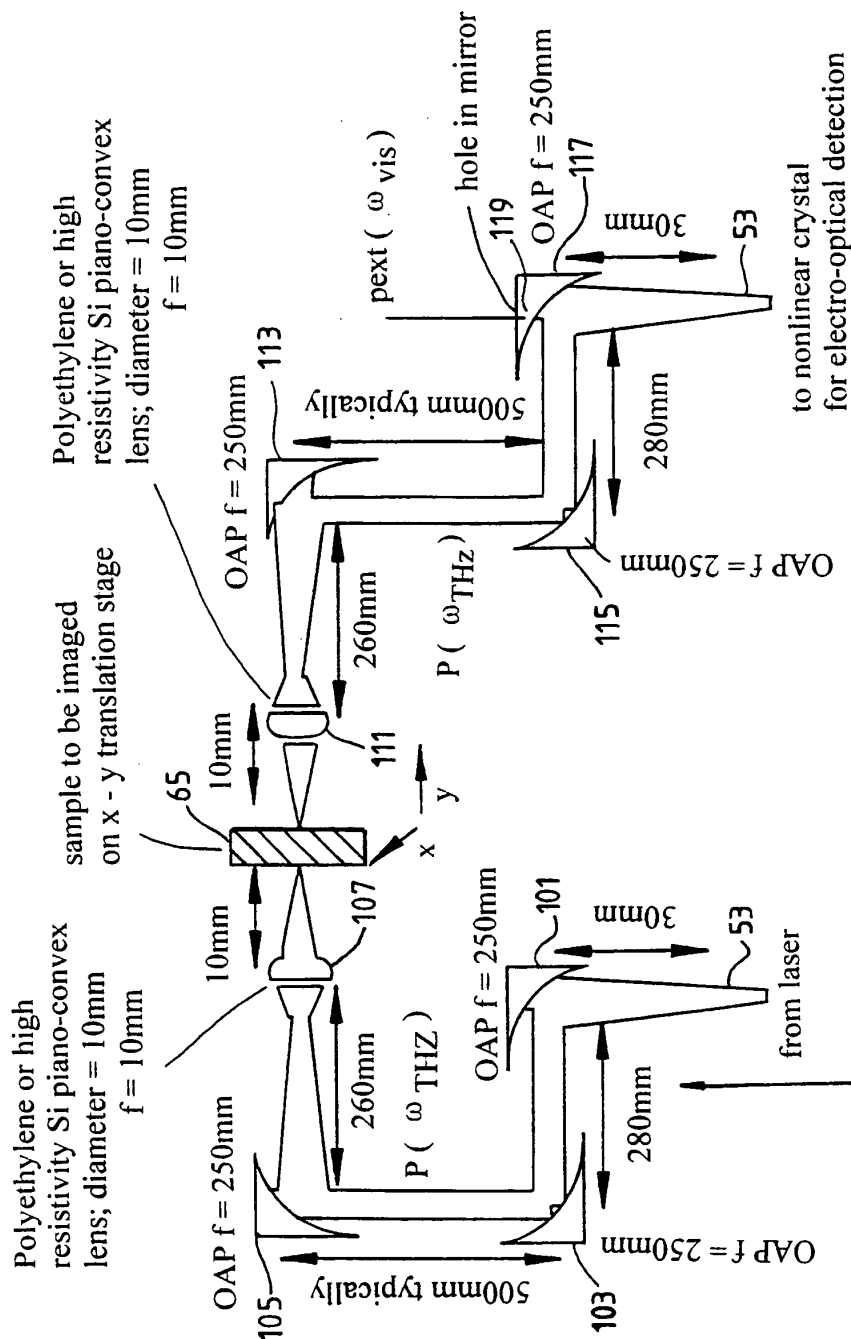 Polyethylene or high
resistivity Si piano-convex
lens; diameter = 10mm
f = 10mm
sample to be imaged
on x - y translation stage
Polyethylene or high
resistivity Si piano-convex
lens; diameter = 10mm
f = 10mm
OAP f = 250mm
105
10mm
107
65
10mm
111
OAP f = 250mm
113
pext ( ω vis )
hole in mirror
119
OAP f = 250mm
117
260mm
P ( ω THZ )
x
y
260mm
P ( ω THz )
500mm typically
500mm typically
OAP f = 250mm
101
30mm
53
280mm
103
OAP f = 250mm
from laser
115
OAP f = 250mm
280mm
30mm
53
to nonlinear crystal
for electro-optical detection